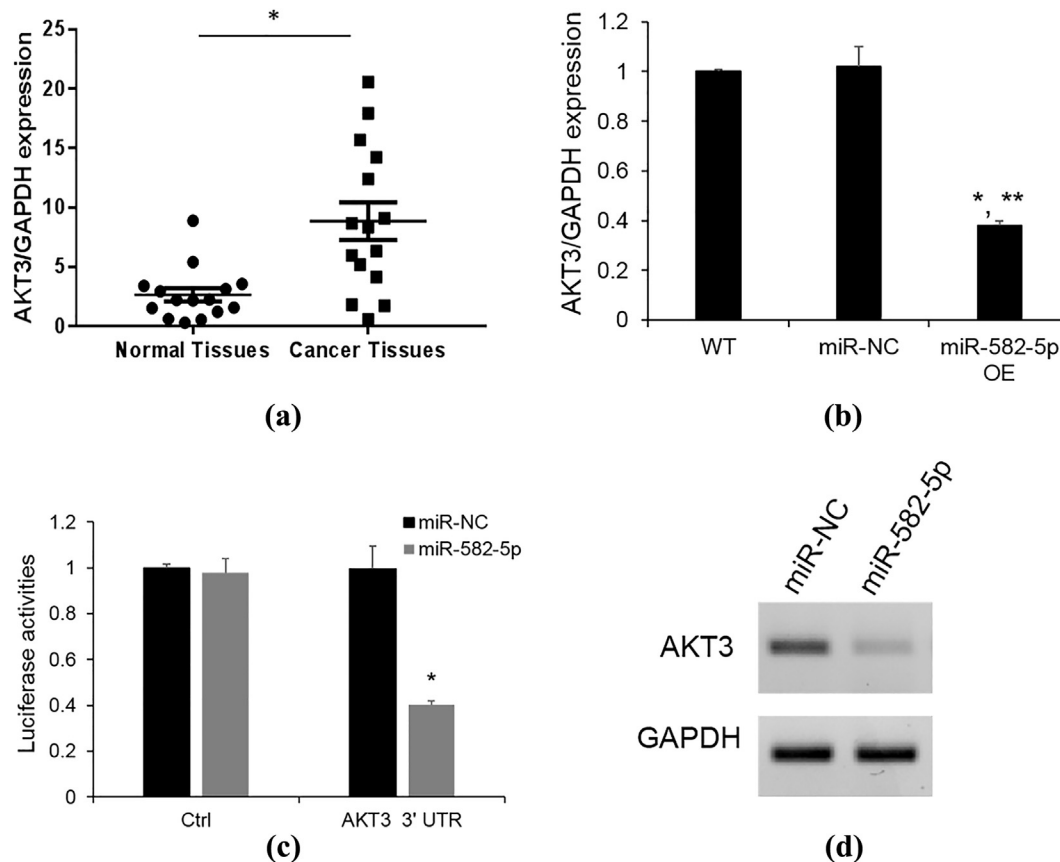 *
AKT3/GAPDH expression
25
20
15
10
5
0
Normal Tissues Cancer Tissues
(a)
AKT3/GAPDH expression
1.2
1
0.8
0.6
0.4
0.2
0
*, **
WT miR-NC miR-582-5p
OE
(b)
Luciferase activities
1.2
1
0.8
0.6
0.4
0.2
0
miR-NC
miR-582-5p
*
Ctrl AKT3 3' UTR
(c)
miR-NC miR-582-5p
AKT3
GAPDH
(d)